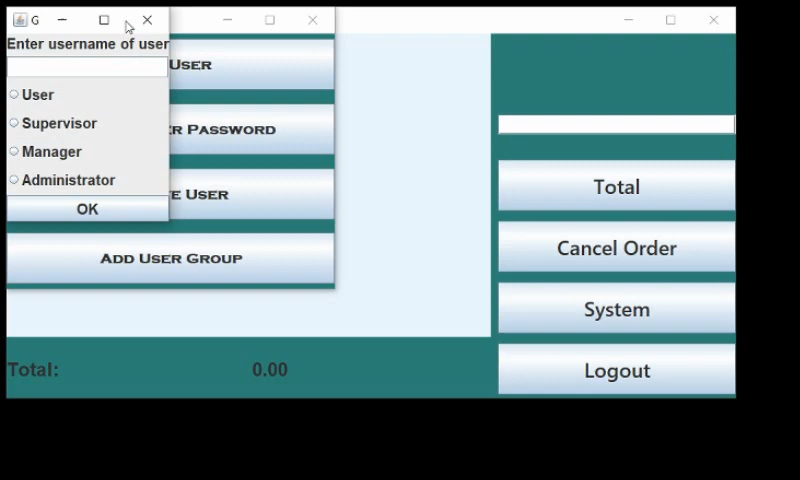 G
Enter username of user
User
Supervisor
Manager
Administrator
OK
USER
PASSWORD
USER
ADD USER GROUP
Total
Cancel Order
System
Logout
Total: 0.00